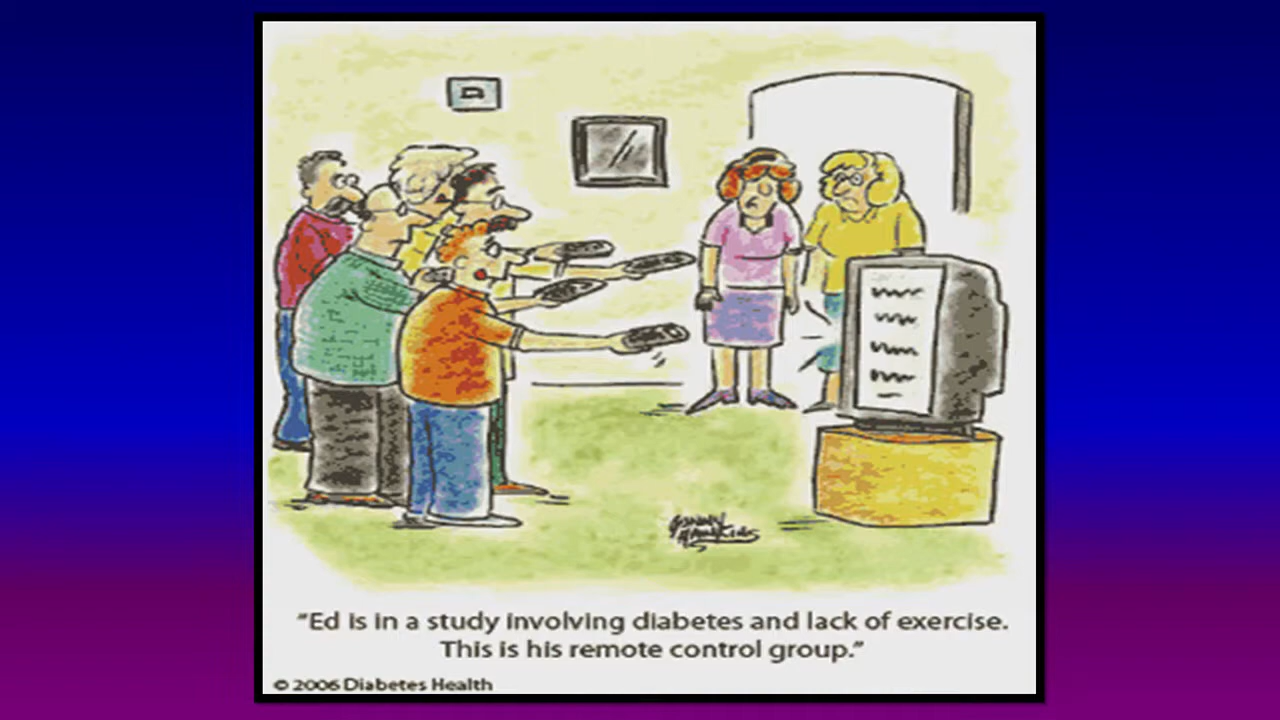 "Ed is in a study involving diabetes and lack of exercise.
This is his remote control group."
© 2006 Diabetes Health